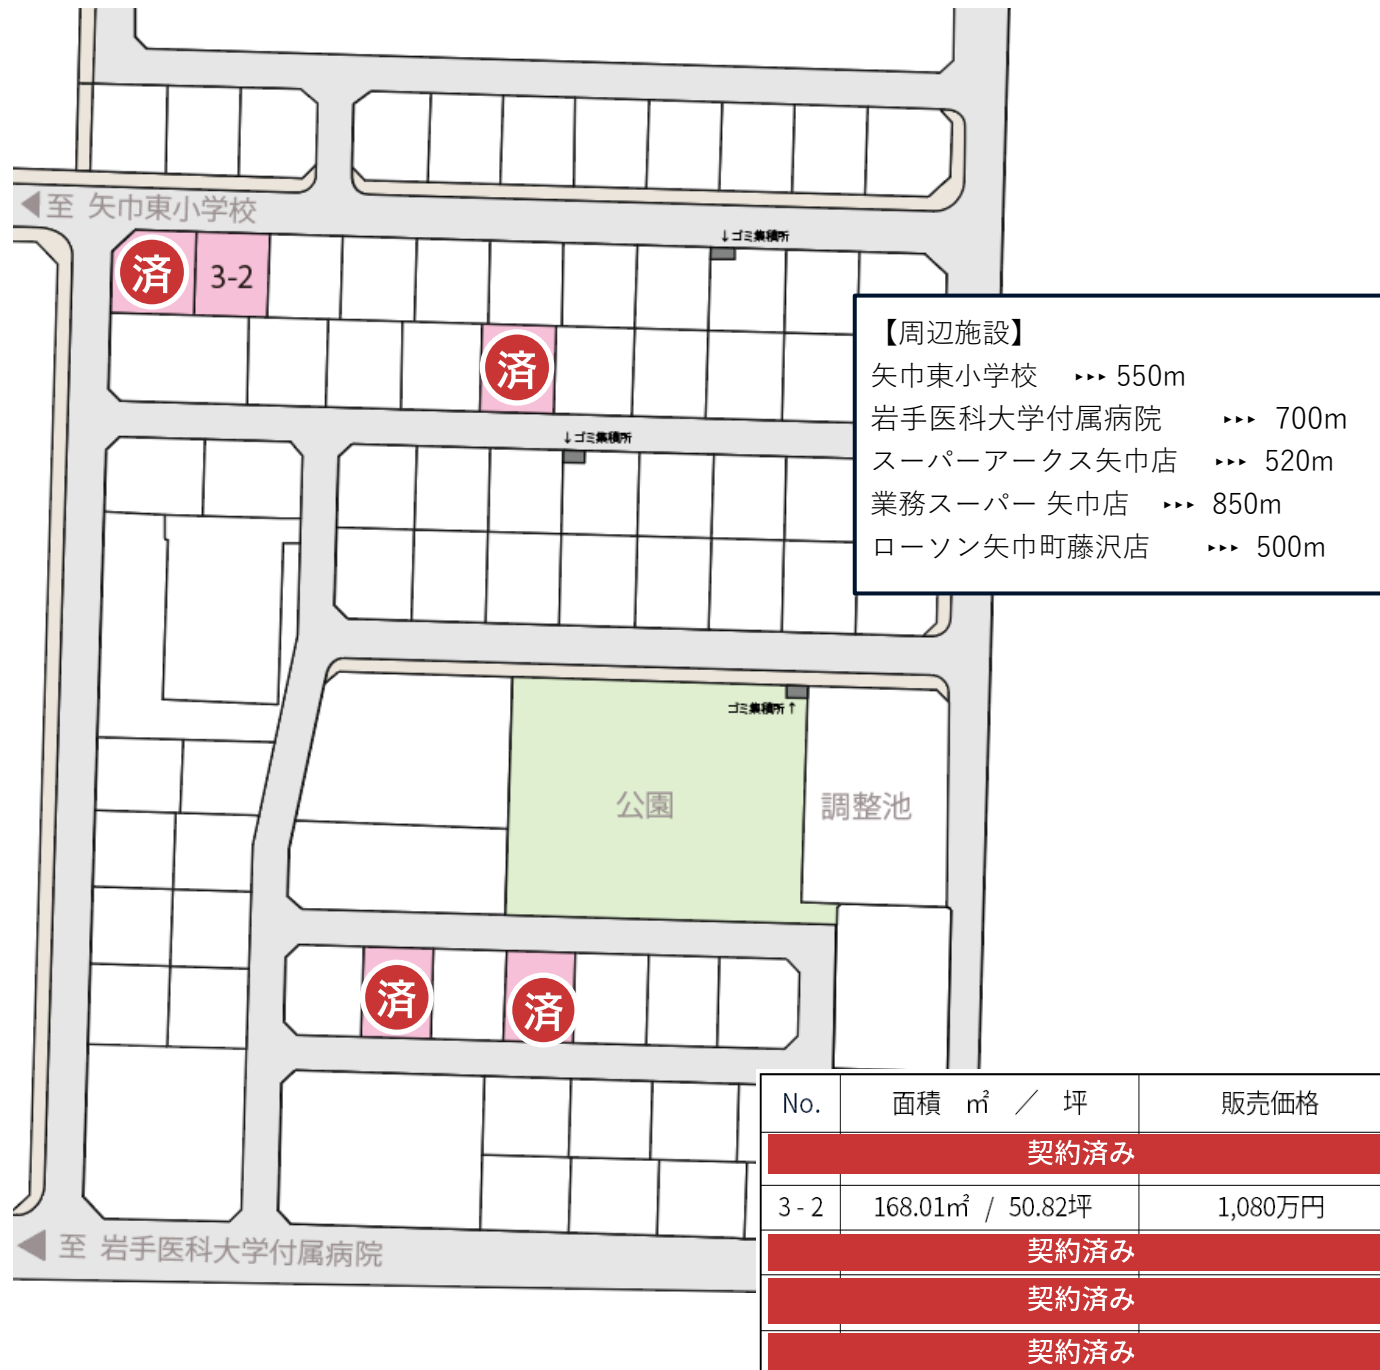 ◀至 矢巾東小学校
↓ゴミ集積所
済
3-2
【周辺施設】
矢巾東小学校 ‣‣‣ 550m
岩手医科大学付属病院 ‣‣‣ 700m
スーパーアークス矢巾店 ‣‣‣ 520m
業務スーパー 矢巾店 ‣‣‣ 850m
ローソン矢巾町藤沢店 ‣‣‣ 500m
済
↓ゴミ集積所
ゴミ集積所↑
公園
調整池
済
済
No. 面積 ㎡ ／ 坪 販売価格
契約済み
3-2 168.01㎡ / 50.82坪 1,080万円
契約済み
契約済み
契約済み
◀至 岩手医科大学付属病院